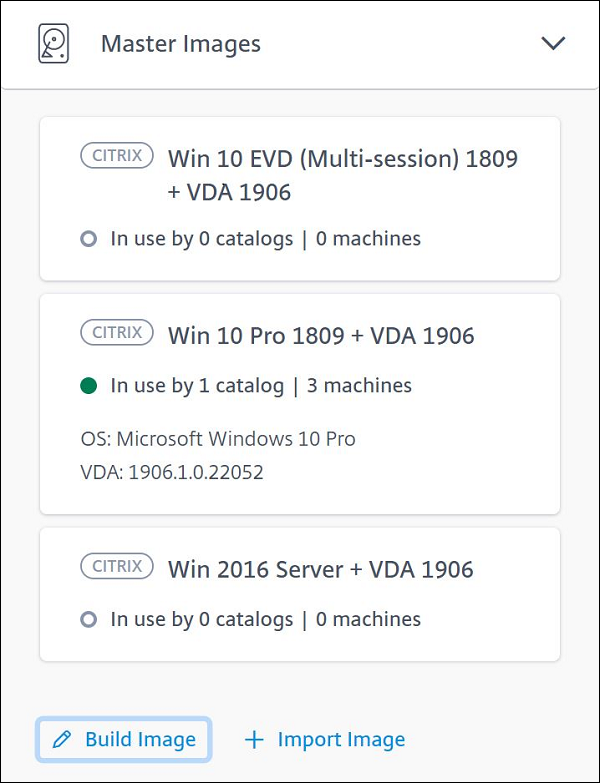 Master Images
CITRIX Win 10 EVD (Multi-session) 1809
+ VDA 1906
In use by 0 catalogs | 0 machines
CITRIX Win 10 Pro 1809 + VDA 1906
In use by 1 catalog | 3 machines
OS: Microsoft Windows 10 Pro
VDA: 1906.1.0.22052
CITRIX Win 2016 Server + VDA 1906
In use by 0 catalogs | 0 machines
Build Image Import Image